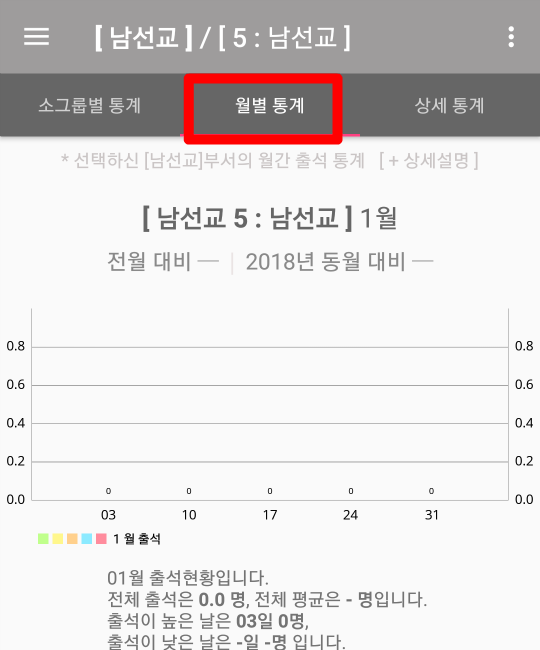 [ 남선교 ] / [ 5 : 남선교 ]
소그룹별 통계 월별 통계 상세 통계
* 선택하신 [남선교]부서의 월간 출석 통계 [ + 상세설명 ]
[ 남선교 5 : 남선교 ] 1월
전월 대비 — | 2018년 동월 대비 —
0.8 0.8
0.6 0.6
0.4 0.4
0.2 0.2
0 0 0 0 0
0.0 0.0
03 10 17 24 31
1 월 출석
01월 출석현황입니다.
전체 출석은 0.0 명, 전체 평균은 - 명입니다.
출석이 높은 날은 03일 0명,
출석이 낮은 날은 -일 -명 입니다.